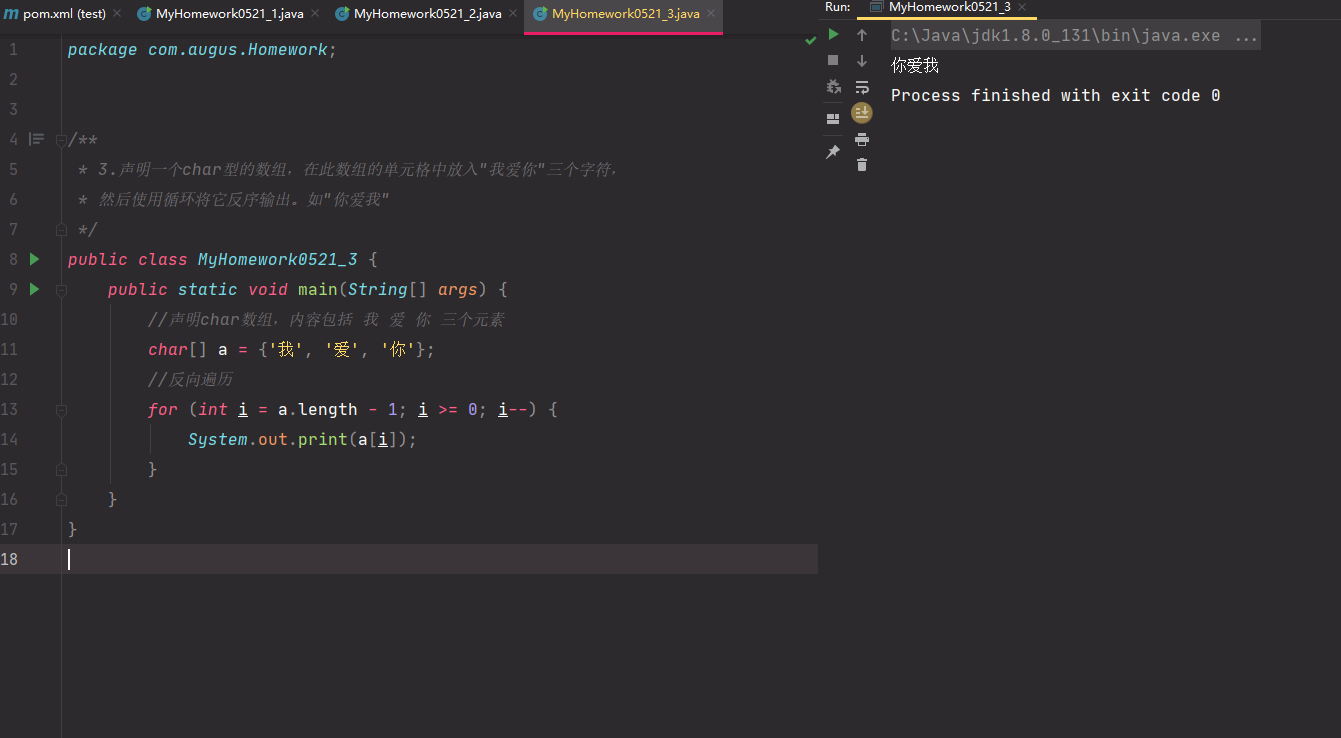 pom.xml (test) MyHomework0521_1.java MyHomework0521_2.java MyHomework0521_3.java
1 package com.augus.Homework;
2
3
4 /**
5 * 3.声明一个char型的数组，在此数组的单元格中放入"我爱你"三个字符，
6 * 然后使用循环将它反序输出。如"你爱我"
7 */
8 public class MyHomework0521_3 {
9 public static void main(String[] args) {
10 //声明char数组，内容包括 我 爱 你 三个元素
11 char[] a = {'我', '爱', '你'};
12 //反向遍历
13 for (int i = a.length - 1; i >= 0; i--) {
14 System.out.print(a[i]);
15 }
16 }
17 }
18
Run: MyHomework0521_3
C:\Java\jdk1.8.0_131\bin\java.exe ...
你爱我
Process finished with exit code 0